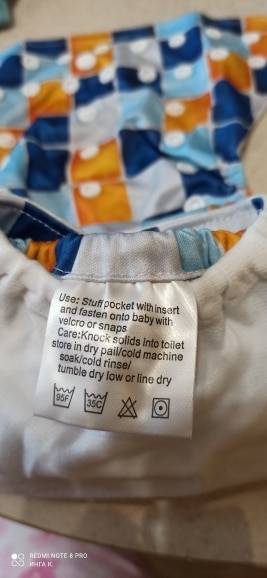 Use: Stuff pocket with insert
and fasten onto baby with
velcro or snaps
Care:Knock solids into toilet
store in dry pail/cold machine
soak/cold rinse/
tumble dry low or line dry
95F 35C
REDMI NOTE 8 PRO
ИНГА К